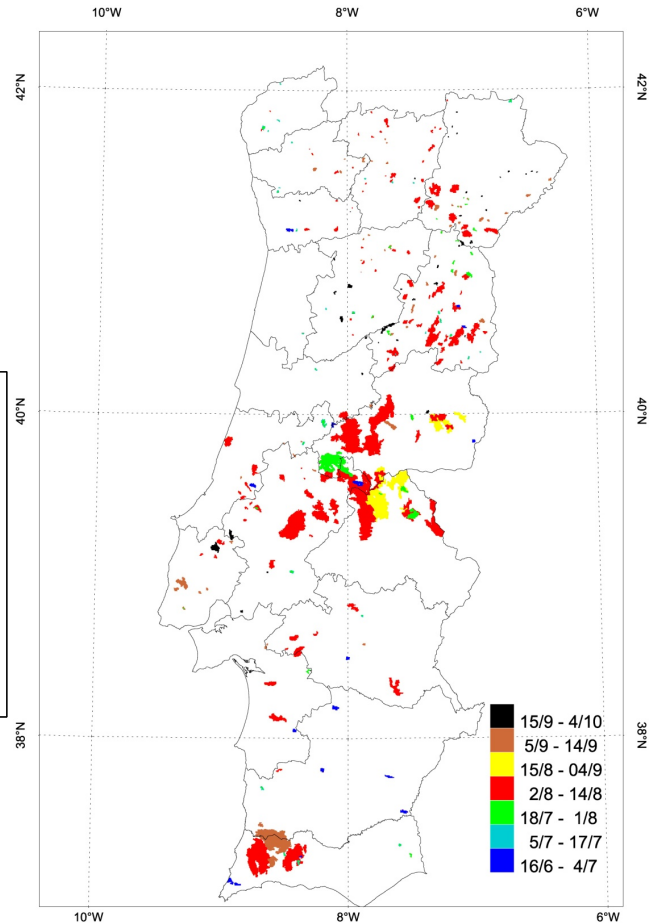 10°W 8°W 6°W
42°N 42°N
40°N 40°N
38°N 38°N
15/9 - 4/10
5/9 - 14/9
15/8 - 04/9
2/8 - 14/8
18/7 - 1/8
5/7 - 17/7
16/6 - 4/7
10°W 8°W 6°W